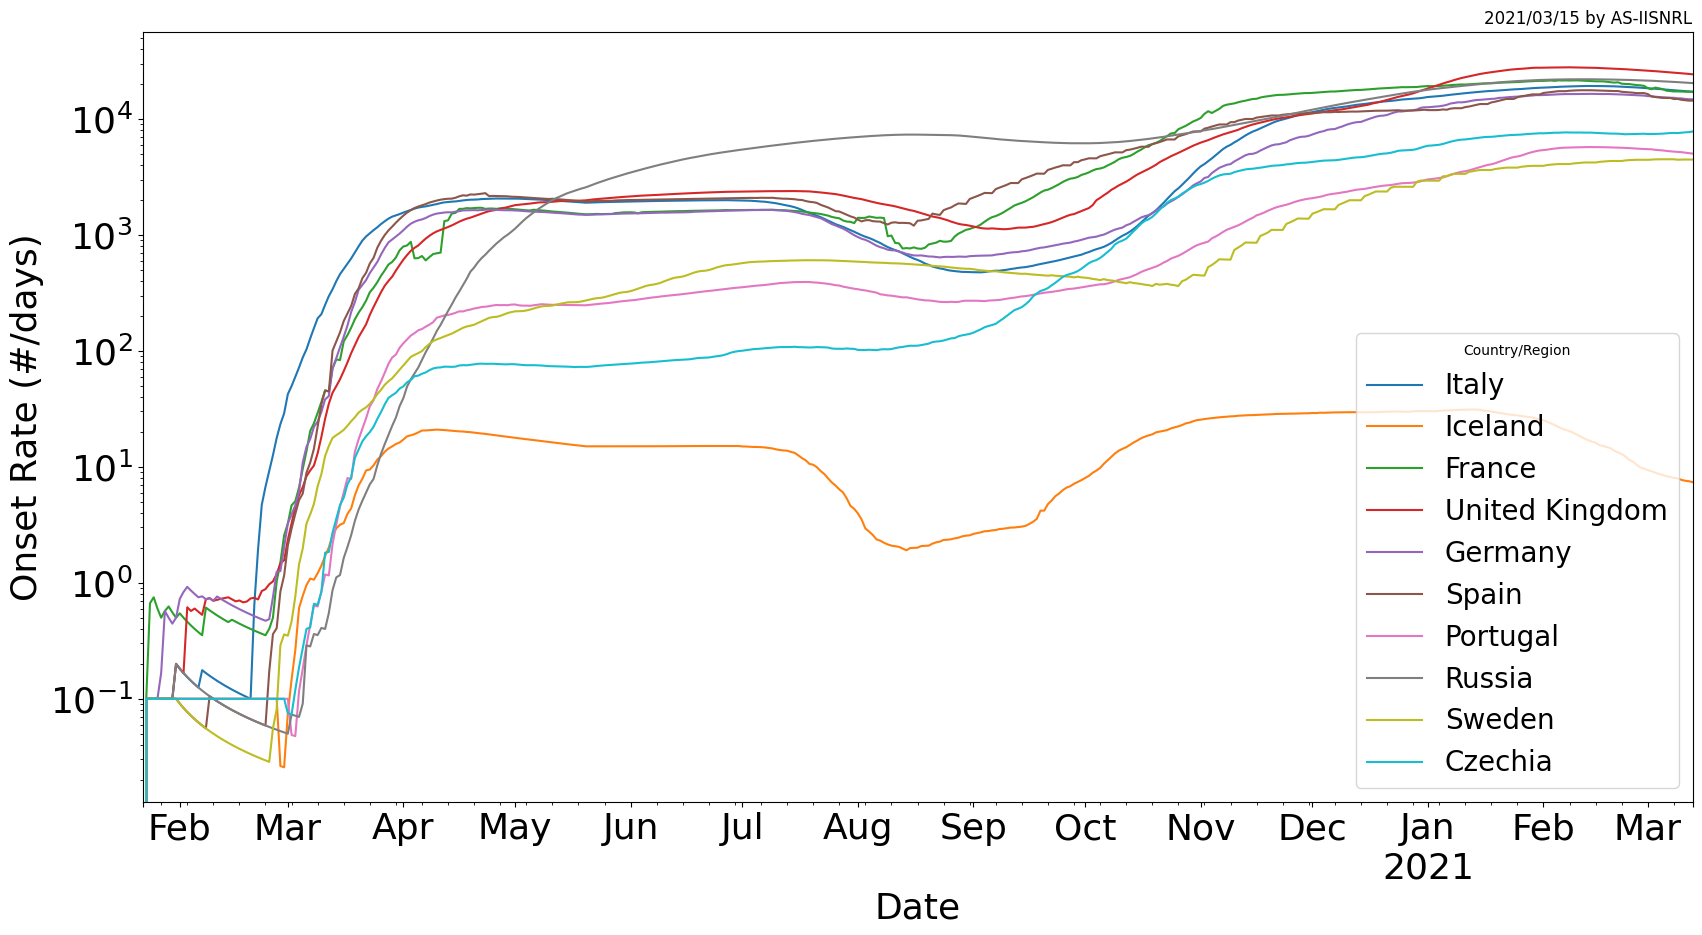 2021/03/15 by AS-IISNRL
Onset Rate (#/days)
10^4
10^3
10^2
10^1
10^0
10^−1
Country/Region
Italy
Iceland
France
United Kingdom
Germany
Spain
Portugal
Russia
Sweden
Czechia
Feb Mar Apr May Jun Jul Aug Sep Oct Nov Dec Jan Feb Mar
2021
Date